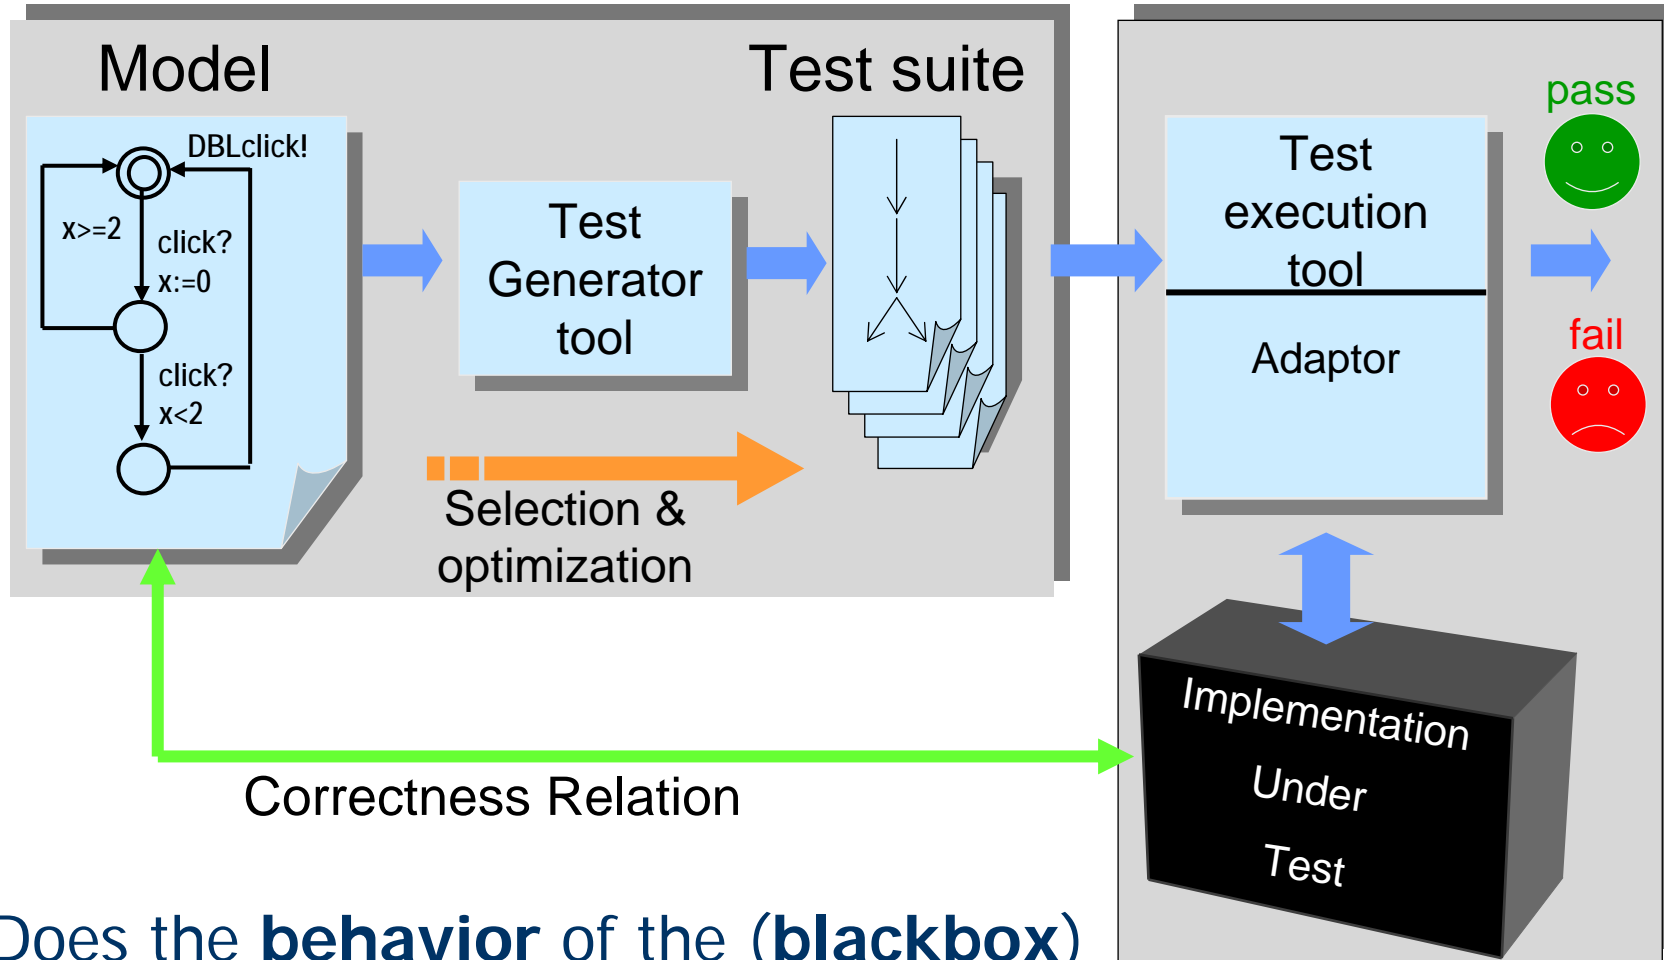 Model
DBLclick!
x>=2
click?
x:=0
click?
x<2
Test
Generator
tool
Selection &
optimization
Test suite
Test
execution
tool
Adaptor
pass
fail
Implementation
Under
Test
Correctness Relation
Does the behavior of the (blackbox)